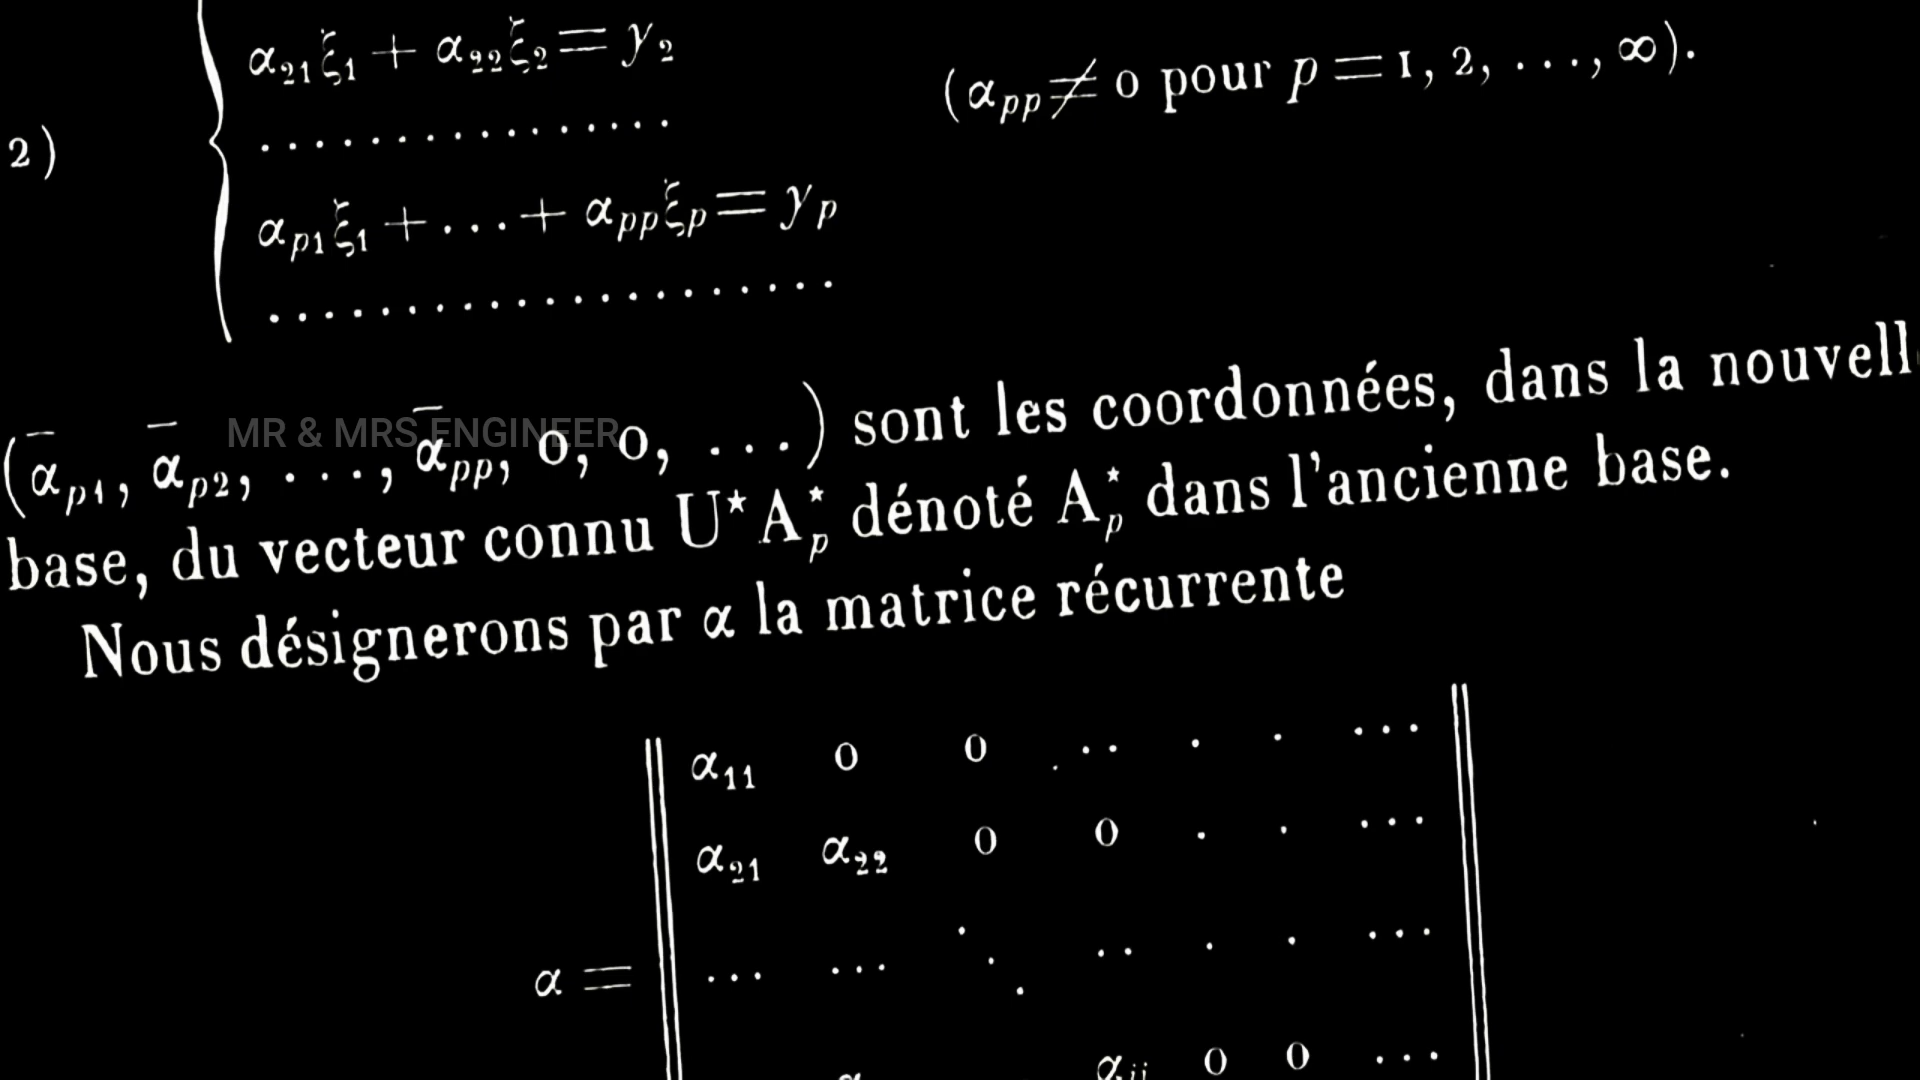 α₂₁ξ₁ + α₂₂ξ₂ = y₂
(αpp ≠ 0 pour p = 1, 2, ..., ∞).
2)
.................
αp1ξ₁ + ... + αppξp = yp
.....................
(ᾱp1, ᾱp2, ..., ᾱpp, 0, 0, ...) sont les coordonnées, dans la nouvell
MR & MRS ENGINEER
base, du vecteur connu U*A*p dénoté A*p dans l'ancienne base.
Nous désignerons par α la matrice récurrente
α₁₁ 0 0 . .. . . ...
α₂₁ α₂₂ 0 0 . . ...
α = ... ... ⋱ .. . . ...
αii 0 0 ...